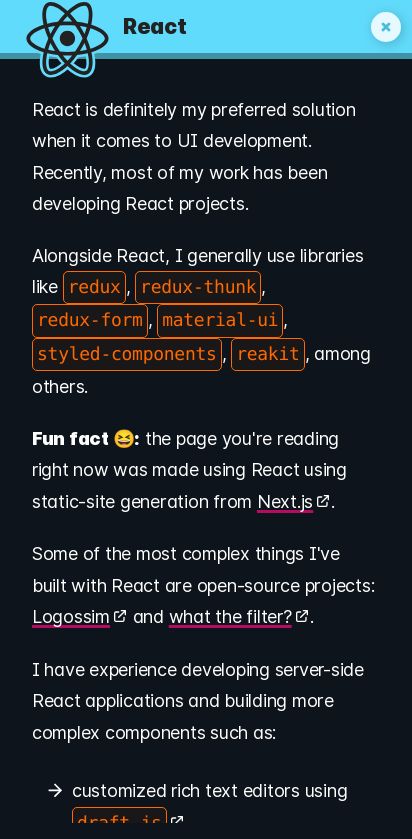 React
React is definitely my preferred solution
when it comes to UI development.
Recently, most of my work has been
developing React projects.
Alongside React, I generally use libraries
like redux, redux-thunk,
redux-form, material-ui,
styled-components, reakit, among
others.
Fun fact 😆: the page you're reading
right now was made using React using
static-site generation from Next.js.
Some of the most complex things I've
built with React are open-source projects:
Logossim and what the filter?.
I have experience developing server-side
React applications and building more
complex components such as:
→ customized rich text editors using
draft.js